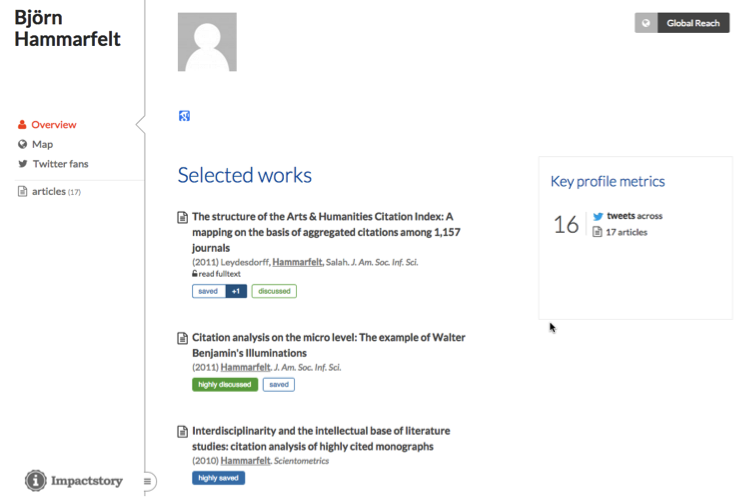 Björn
Hammarfelt
Global Reach
Overview
Map
Twitter fans
articles (17)
Selected works
The structure of the Arts & Humanities Citation Index: A
mapping on the basis of aggregated citations among 1,157
journals
(2011) Leydesdorff, Hammarfelt, Salah. J. Am. Soc. Inf. Sci.
read fulltext
saved +1 discussed
Citation analysis on the micro level: The example of Walter
Benjamin's Illuminations
(2011) Hammarfelt. J. Am. Soc. Inf. Sci.
highly discussed saved
Interdisciplinarity and the intellectual base of literature
studies: citation analysis of highly cited monographs
(2010) Hammarfelt. Scientometrics
highly saved
Key profile metrics
16 tweets across
17 articles
Impactstory